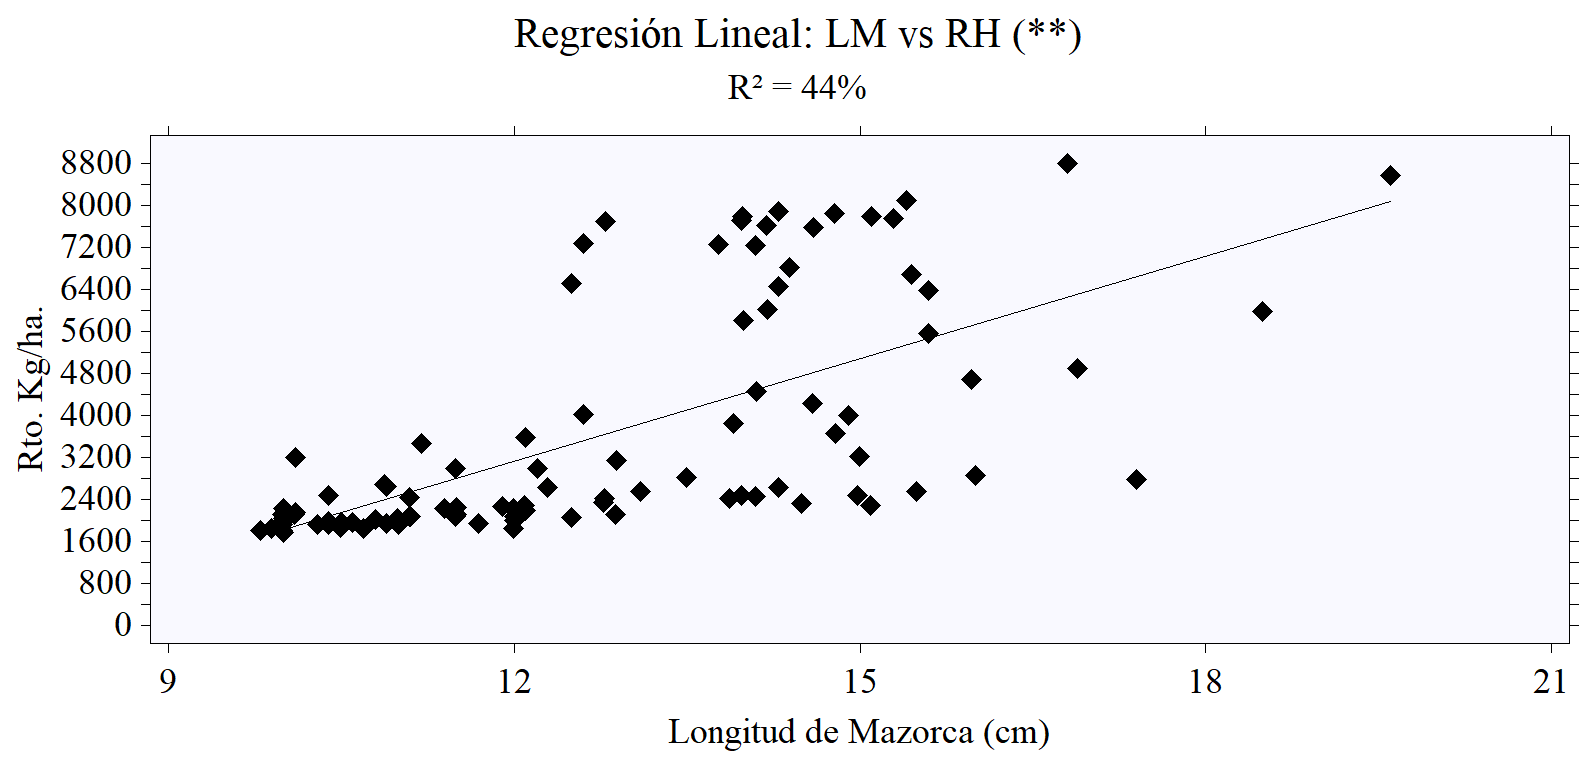 Regresión Lineal: LM vs RH (**)
R² = 44%
8800
8000
7200
6400
5600
4800
4000
3200
2400
1600
800
0
Rto. Kg/ha.
9 12 15 18 21
Longitud de Mazorca (cm)